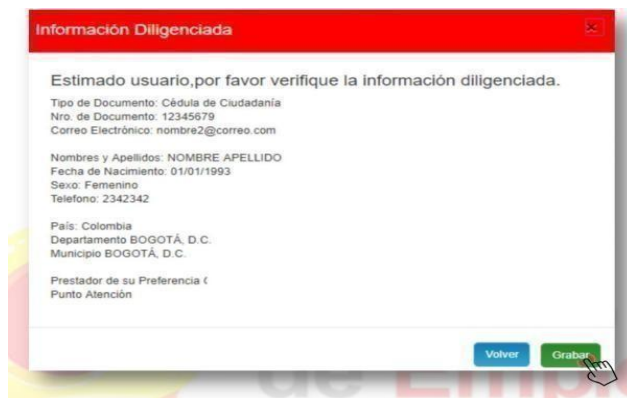 Información Diligenciada
Estimado usuario,por favor verifique la información diligenciada.
Tipo de Documento: Cédula de Ciudadanía
Nro. de Documento: 12345679
Correo Electrónico: nombre2@correo.com
Nombres y Apellidos: NOMBRE APELLIDO
Fecha de Nacimiento: 01/01/1993
Sexo: Femenino
Telefono: 2342342
País: Colombia
Departamento BOGOTÁ, D.C.
Municipio BOGOTÁ, D.C.
Prestador de su Preferencia
Punto Atención
Volver Grabar
de Emple